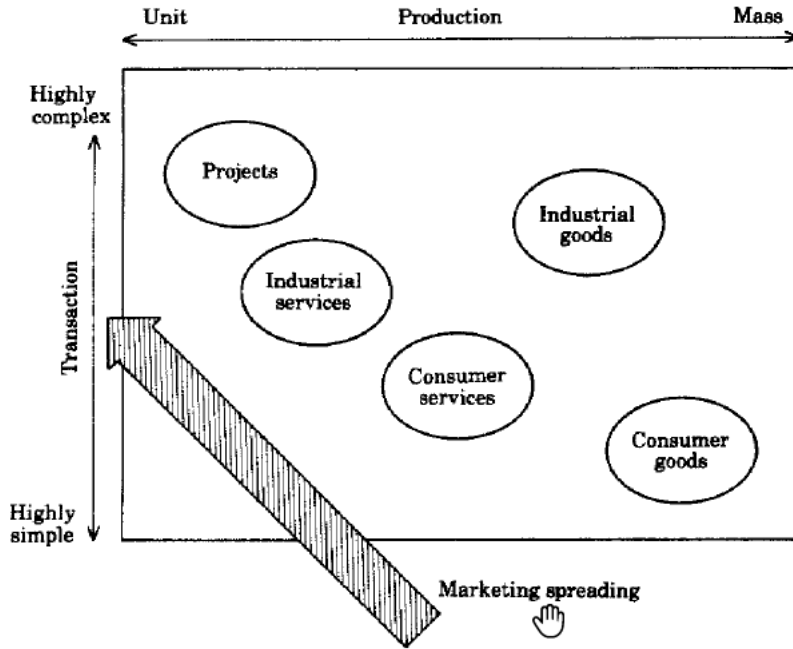 Unit Production Mass
Highly
complex
Projects
Industrial
goods
Industrial
services
Transaction
Consumer
services
Consumer
goods
Highly
simple
Marketing spreading